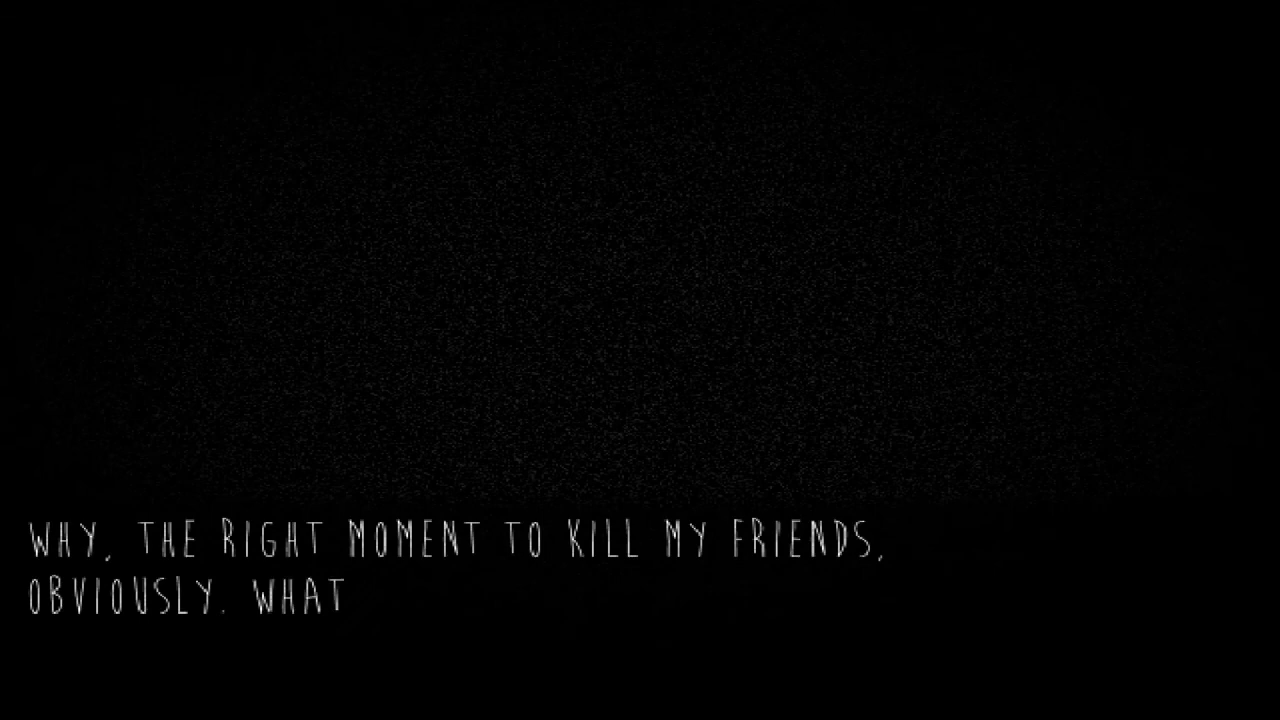 WHY, THE RIGHT MOMENT TO KILL MY FRIENDS,
OBVIOUSLY. WHAT